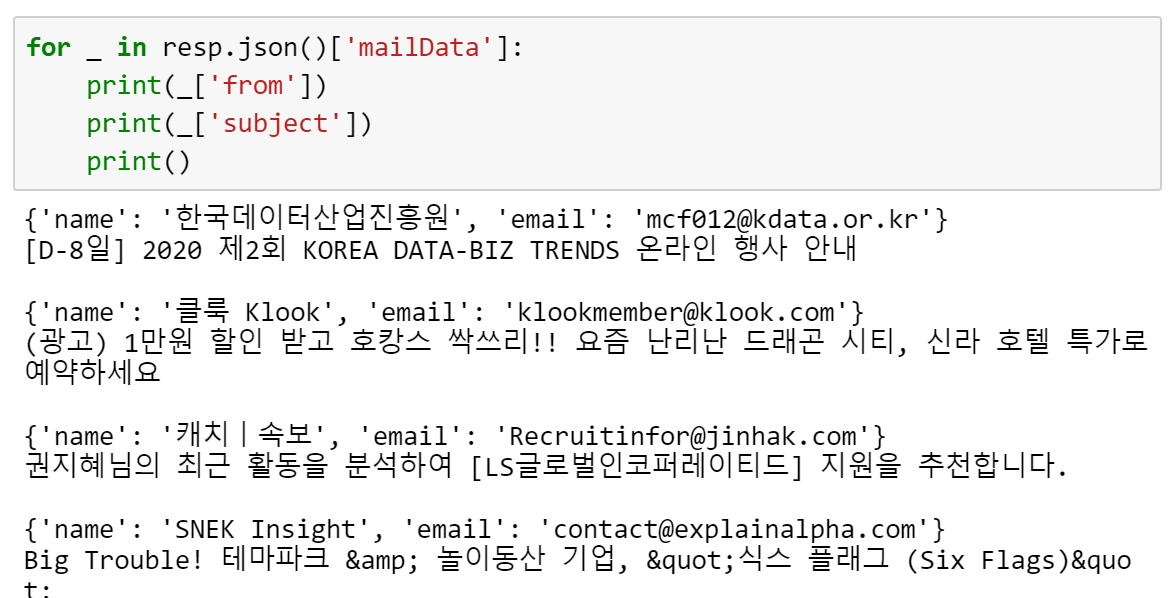 for _ in resp.json()['mailData']:
    print(_['from'])
    print(_['subject'])
    print()
{'name': '한국데이터산업진흥원', 'email': 'mcf012@kdata.or.kr'}
[D-8일] 2020 제2회 KOREA DATA-BIZ TRENDS 온라인 행사 안내
{'name': '클룩 Klook', 'email': 'klookmember@klook.com'}
(광고) 1만원 할인 받고 호캉스 싹쓰리!! 요즘 난리난 드래곤 시티, 신라 호텔 특가로
예약하세요
{'name': '캐치｜속보', 'email': 'Recruitinfor@jinhak.com'}
권지혜님의 최근 활동을 분석하여 [LS글로벌인코퍼레이티드] 지원을 추천합니다.
{'name': 'SNEK Insight', 'email': 'contact@explainalpha.com'}
Big Trouble! 테마파크 &amp; 놀이동산 기업, &quot;식스 플래그 (Six Flags)&quo
t;